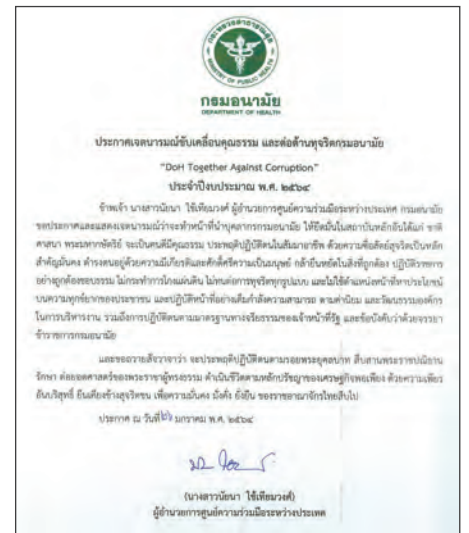 กระทรวงสาธารณสุข
MINISTRY OF PUBLIC HEALTH
กรมอนามัย
DEPARTMENT OF HEALTH
ประกาศเจตนารมณ์ขับเคลื่อนคุณธรรม และต่อต้านทุจริตกรมอนามัย
"DoH Together Against Corruption"
ประจำปีงบประมาณ พ.ศ. ๒๕๖๔
ข้าพเจ้า นางสาวนัยนา ใช้เทียมวงศ์ ผู้อำนวยการศูนย์ความร่วมมือระหว่างประเทศ กรมอนามัย
ขอประกาศและแสดงเจตนารมณ์ว่าจะทำหน้าที่นำบุคลากรกรมอนามัย ให้ยึดมั่นในสถาบันหลักอันได้แก่ ชาติ
ศาสนา พระมหากษัตริย์ จะเป็นคนดีมีคุณธรรม ประพฤติปฏิบัติตนในสัมมาอาชีพ ด้วยความซื่อสัตย์สุจริตเป็นหลัก
สำคัญมั่นคง ดำรงตนอยู่ด้วยความมีเกียรติและศักดิ์ศรีความเป็นมนุษย์ กล้ายืนหยัดในสิ่งที่ถูกต้อง ปฏิบัติราชการ
อย่างถูกต้องชอบธรรม ไม่กระทำการโกงแผ่นดิน ไม่ทนต่อการทุจริตทุกรูปแบบ และไม่ใช้ตำแหน่งหน้าที่หาประโยชน์
บนความทุกข์ยากของประชาชน และปฏิบัติหน้าที่อย่างเต็มกำลังความสามารถ ตามค่านิยม และวัฒนธรรมองค์กร
ในการบริหารงาน รวมถึงการปฏิบัติตนตามมาตรฐานทางจริยธรรมของเจ้าหน้าที่รัฐ และข้อบังคับว่าด้วยจรรยา
ข้าราชการกรมอนามัย
และขอถวายสัจวาจาว่า จะประพฤติปฏิบัติตนตามรอยพระยุคลบาท สืบสานพระราชปณิธาน
รักษา ต่อยอดศาสตร์ของพระราชาผู้ทรงธรรม ดำเนินชีวิตตามหลักปรัชญาของเศรษฐกิจพอเพียง ด้วยความเพียร
อันบริสุทธิ์ ยืนเคียงข้างสุจริตชน เพื่อความมั่นคง มั่งคั่ง ยั่งยืน ของราชอาณาจักรไทยสืบไป
ประกาศ ณ วันที่ ๒๖ มกราคม พ.ศ. ๒๕๖๔
(นางสาวนัยนา ใช้เทียมวงศ์)
ผู้อำนวยการศูนย์ความร่วมมือระหว่างประเทศ